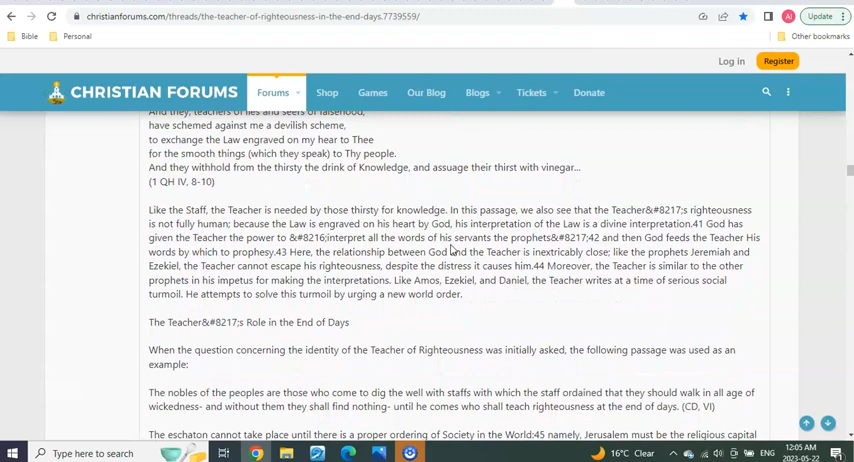 christianforums.com/threads/the-teacher-of-righteousness-in-the-end-days.7739559/
AI
Update
Bible
Personal
Other bookmarks
Log in
Register
CHRISTIAN FORUMS
Forums
Shop
Games
Our Blog
Blogs
Tickets
Donate
And they, teachers of lies and seers of falsehood,
have schemed against me a devilish scheme,
to exchange the Law engraved on my hear to Thee
for the smooth things (which they speak) to Thy people.
And they withhold from the thirsty the drink of Knowledge, and assuage their thirst with vinegar...
(1 QH IV, 8-10)
Like the Staff, the Teacher is needed by those thirsty for knowledge. In this passage, we also see that the Teacher&#8217;s righteousness
is not fully human; because the Law is engraved on his heart by God, his interpretation of the Law is a divine interpretation.41 God has
given the Teacher the power to &#8216;interpret all the words of his servants the prophets&#8217;42 and then God feeds the Teacher His
words by which to prophesy.43 Here, the relationship between God and the Teacher is inextricably close; like the prophets Jeremiah and
Ezekiel, the Teacher cannot escape his righteousness, despite the distress it causes him.44 Moreover, the Teacher is similar to the other
prophets in his impetus for making the interpretations. Like Amos, Ezekiel, and Daniel, the Teacher writes at a time of serious social
turmoil. He attempts to solve this turmoil by urging a new world order.
The Teacher&#8217;s Role in the End of Days
When the question concerning the identity of the Teacher of Righteousness was initially asked, the following passage was used as an
example:
The nobles of the peoples are those who come to dig the well with staffs with which the staff ordained that they should walk in all age of
wickedness- and without them they shall find nothing- until he comes who shall teach righteousness at the end of days. (CD, VI)
The eschaton cannot take place until there is a proper ordering of Society in the World:45 namely, Jerusalem must be the religious capital
Type here to search
16°C Clear
ENG
12:05 AM
2023-05-22